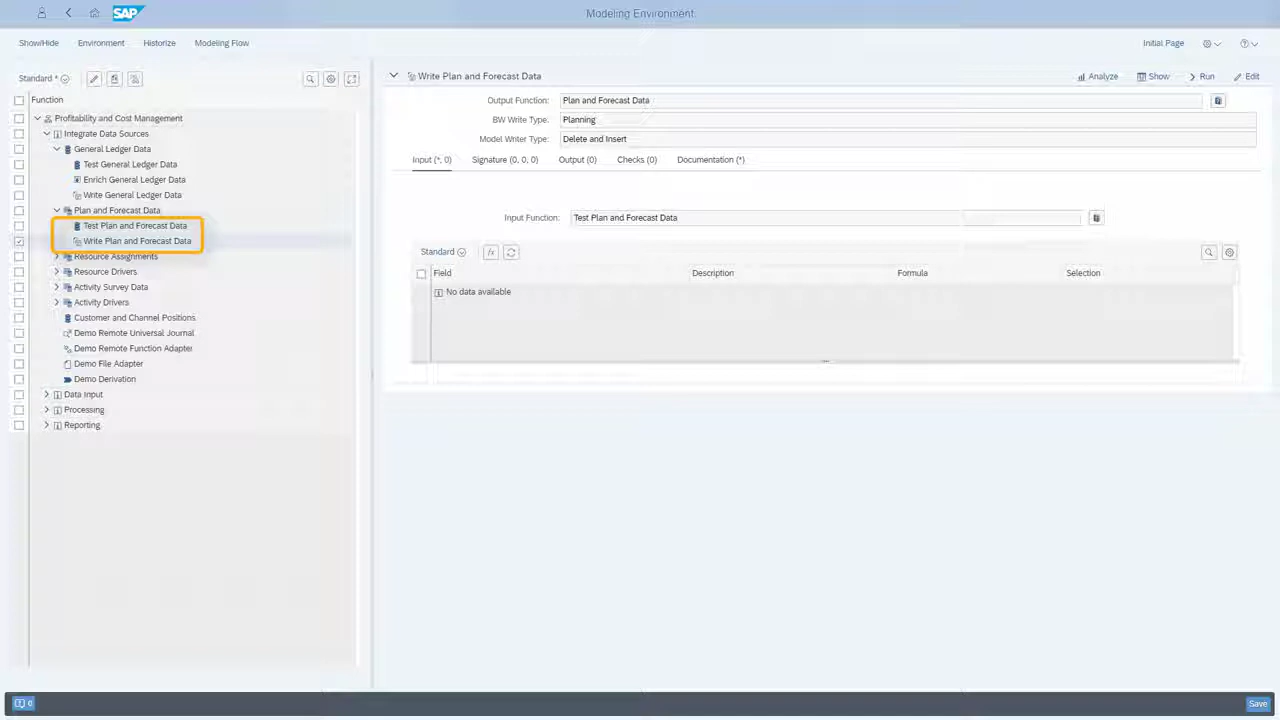 SAP
Modeling Environment
Show/Hide Environment Historize Modeling Flow Initial Page
Standard *
Function
Profitability and Cost Management
Integrate Data Sources
General Ledger Data
Test General Ledger Data
Enrich General Ledger Data
Write General Ledger Data
Plan and Forecast Data
Test Plan and Forecast Data
Write Plan and Forecast Data
Resource Assignments
Resource Drivers
Activity Survey Data
Activity Drivers
Customer and Channel Positions
Demo Remote Universal Journal
Demo Remote Function Adapter
Demo File Adapter
Demo Derivation
Data Input
Processing
Reporting
Write Plan and Forecast Data Analyze Show Run Edit
Output Function: Plan and Forecast Data
BW Write Type: Planning
Model Writer Type: Delete and Insert
Input (*, 0) Signature (0, 0, 0) Output (0) Checks (0) Documentation (*)
Input Function: Test Plan and Forecast Data
Standard
Field Description Formula Selection
No data available
0 Save